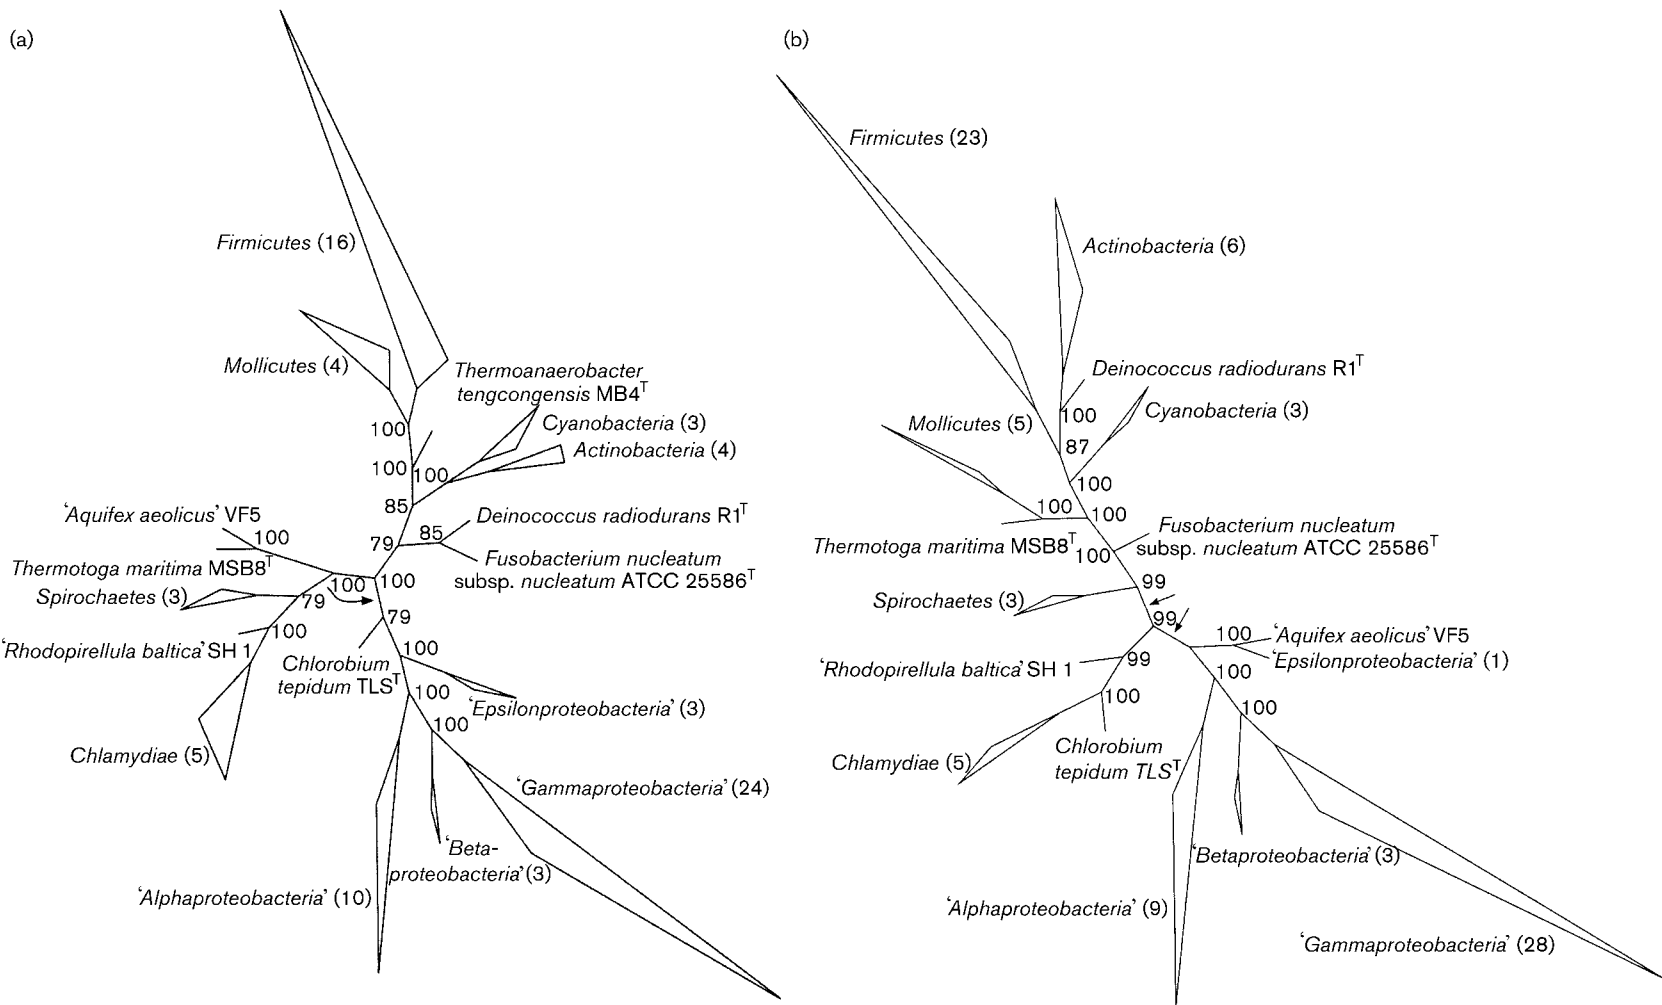 (a)
Firmicutes (16)
Mollicutes (4)
Thermoanaerobacter
tengcongensis MB4T
Cyanobacteria (3)
Actinobacteria (4)
100
100
100
85
‘Aquifex aeolicus’ VF5
100
Deinococcus radiodurans R1T
85
79
Fusobacterium nucleatum
subsp. nucleatum ATCC 25586T
Thermotoga maritima MSB8T
100
100
Spirochaetes (3)
79
79
100
‘Rhodopirellula baltica’ SH 1
100
Chlorobium
tepidum TLST
100
‘Epsilonproteobacteria’ (3)
100
Chlamydiae (5)
‘Gammaproteobacteria’ (24)
‘Beta-
proteobacteria’ (3)
‘Alphaproteobacteria’ (10)
(b)
Firmicutes (23)
Actinobacteria (6)
Deinococcus radiodurans R1T
100
Cyanobacteria (3)
Mollicutes (5)
87
100
100
100
Fusobacterium nucleatum
subsp. nucleatum ATCC 25586T
Thermotoga maritima MSB8T
100
99
Spirochaetes (3)
99
100
‘Aquifex aeolicus’ VF5
‘Epsilonproteobacteria’ (1)
‘Rhodopirellula baltica’ SH 1
99
100
100
100
Chlorobium
tepidum TLST
Chlamydiae (5)
‘Betaproteobacteria’ (3)
‘Alphaproteobacteria’ (9)
‘Gammaproteobacteria’ (28)